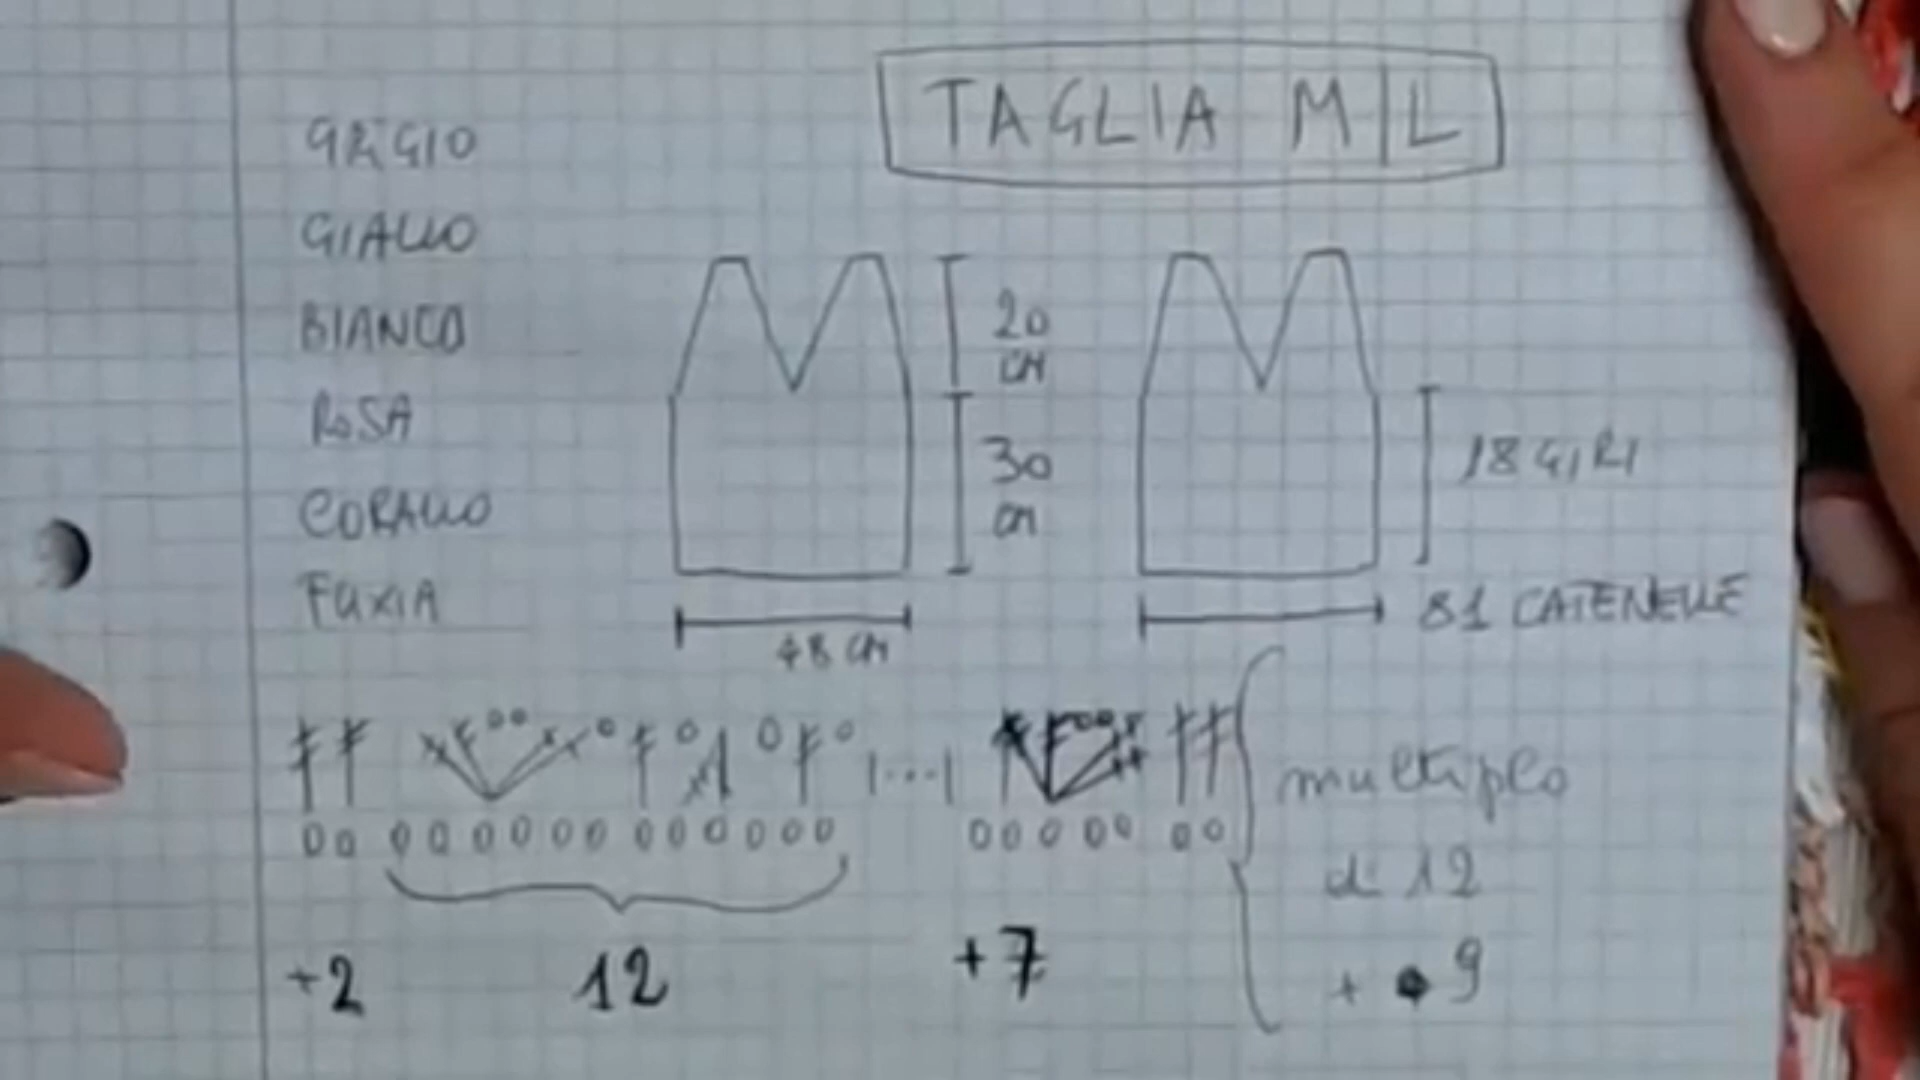 TAGLIA M|L
GRIGIO
GIALLO
BIANCO
ROSA
CORALLO
FUXIA
20
CM
30
CM
48 CM
18 GIRI
81 CATENELLE
+2
12
+7
multiplo
di 12
+ 9